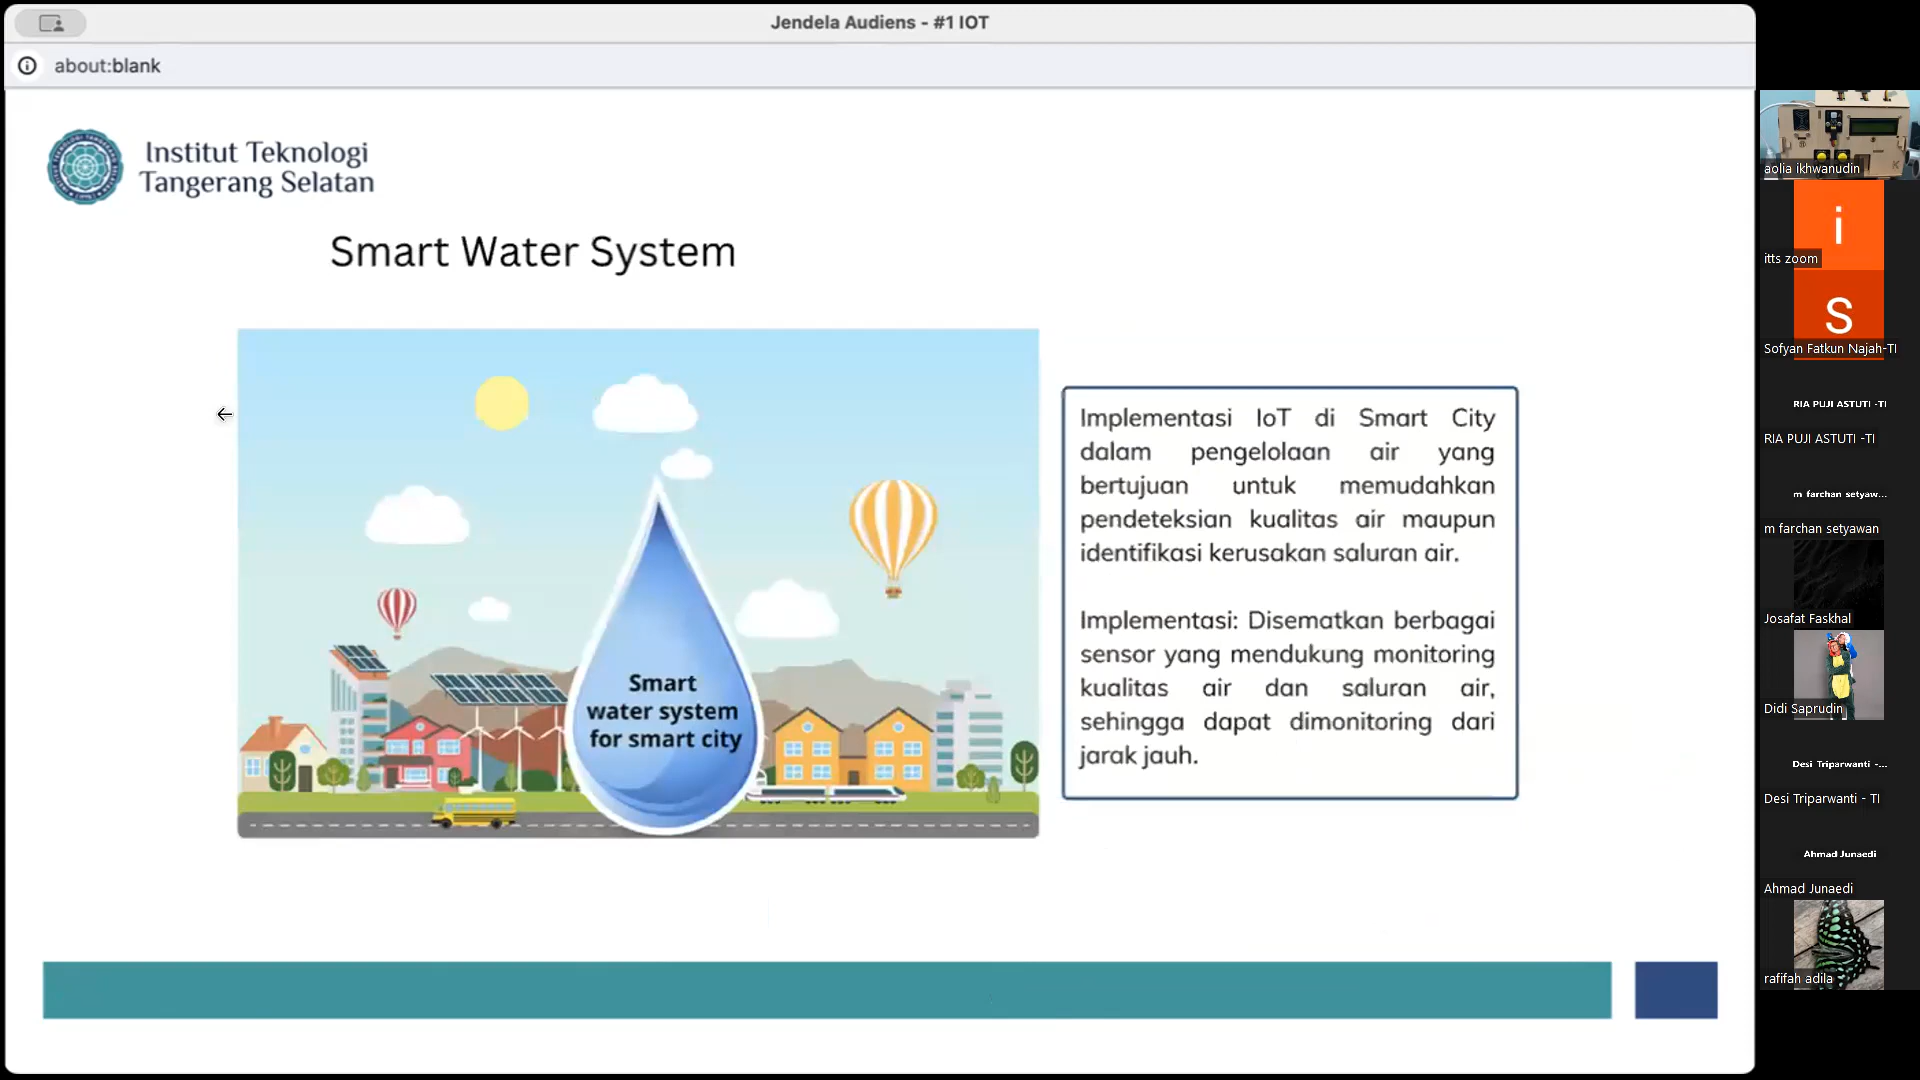 Jendela Audiens - #1 IOT
about:blank
Institut Teknologi
Tangerang Selatan
Smart Water System
Smart
water system
for smart city
Implementasi IoT di Smart City
dalam pengelolaan air yang
bertujuan untuk memudahkan
pendeteksian kualitas air maupun
identifikasi kerusakan saluran air.
Implementasi: Disematkan berbagai
sensor yang mendukung monitoring
kualitas air dan saluran air,
sehingga dapat dimonitoring dari
jarak jauh.
aolia ikhwanudin
i
itts zoom
S
Sofyan Fatkun Najah-TI
RIA PUJI ASTUTI -TI
RIA PUJI ASTUTI -TI
m farchan setyaw...
m farchan setyawan
Josafat Faskhal
Didi Saprudin
Desi Triparwanti -...
Desi Triparwanti - TI
Ahmad Junaedi
Ahmad Junaedi
rafifah adila